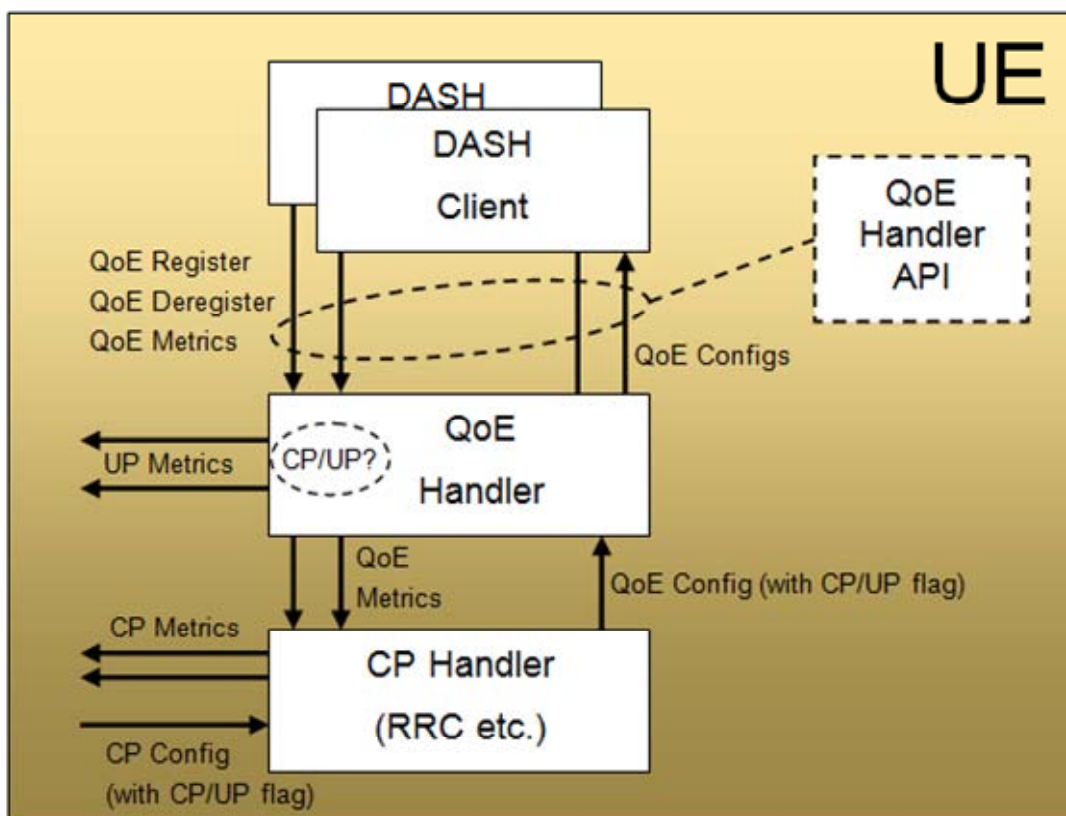 UE
DASH
DASH
Client
QoE
Handler
API
QoE Register
QoE Deregister
QoE Metrics
QoE Configs
QoE
Handler
CP/UP?
UP Metrics
QoE
Metrics
QoE Config (with CP/UP flag)
CP Metrics
CP Handler
(RRC etc.)
CP Config
(with CP/UP flag)